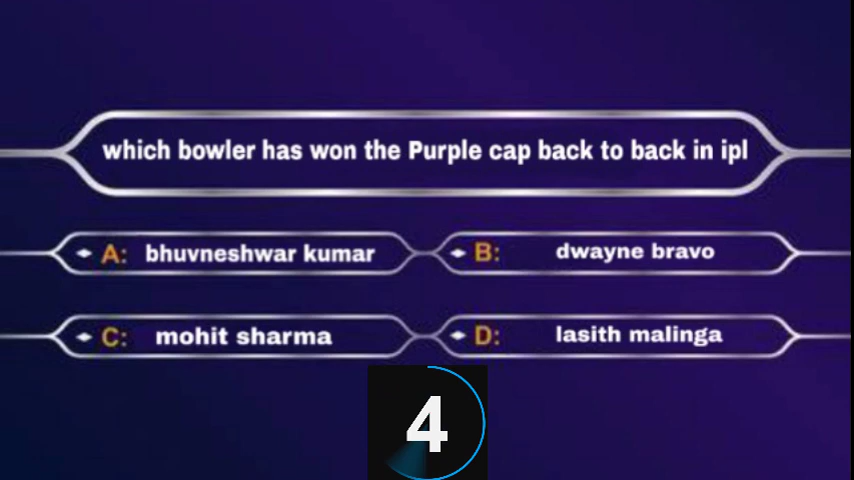 which bowler has won the Purple cap back to back in ipl
A: bhuvneshwar kumar
B: dwayne bravo
C: mohit sharma
D: lasith malinga
4